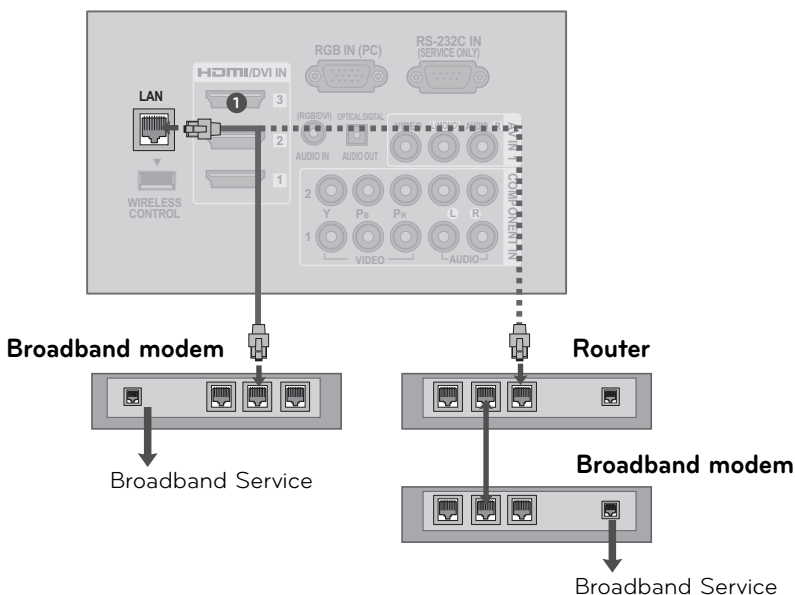 RGB IN (PC)
RS-232C IN
(SERVICE ONLY)
HDMI/DVI IN
LAN
1
3
2
1
(RGB/DVI)
AUDIO IN
OPTICAL DIGITAL
AUDIO OUT
VIDEO
AV IN 1
WIRELESS
CONTROL
2
Y PB PR L R
1
VIDEO
AUDIO
COMPONENT IN
Broadband modem
Router
Broadband Service
Broadband modem
Broadband Service